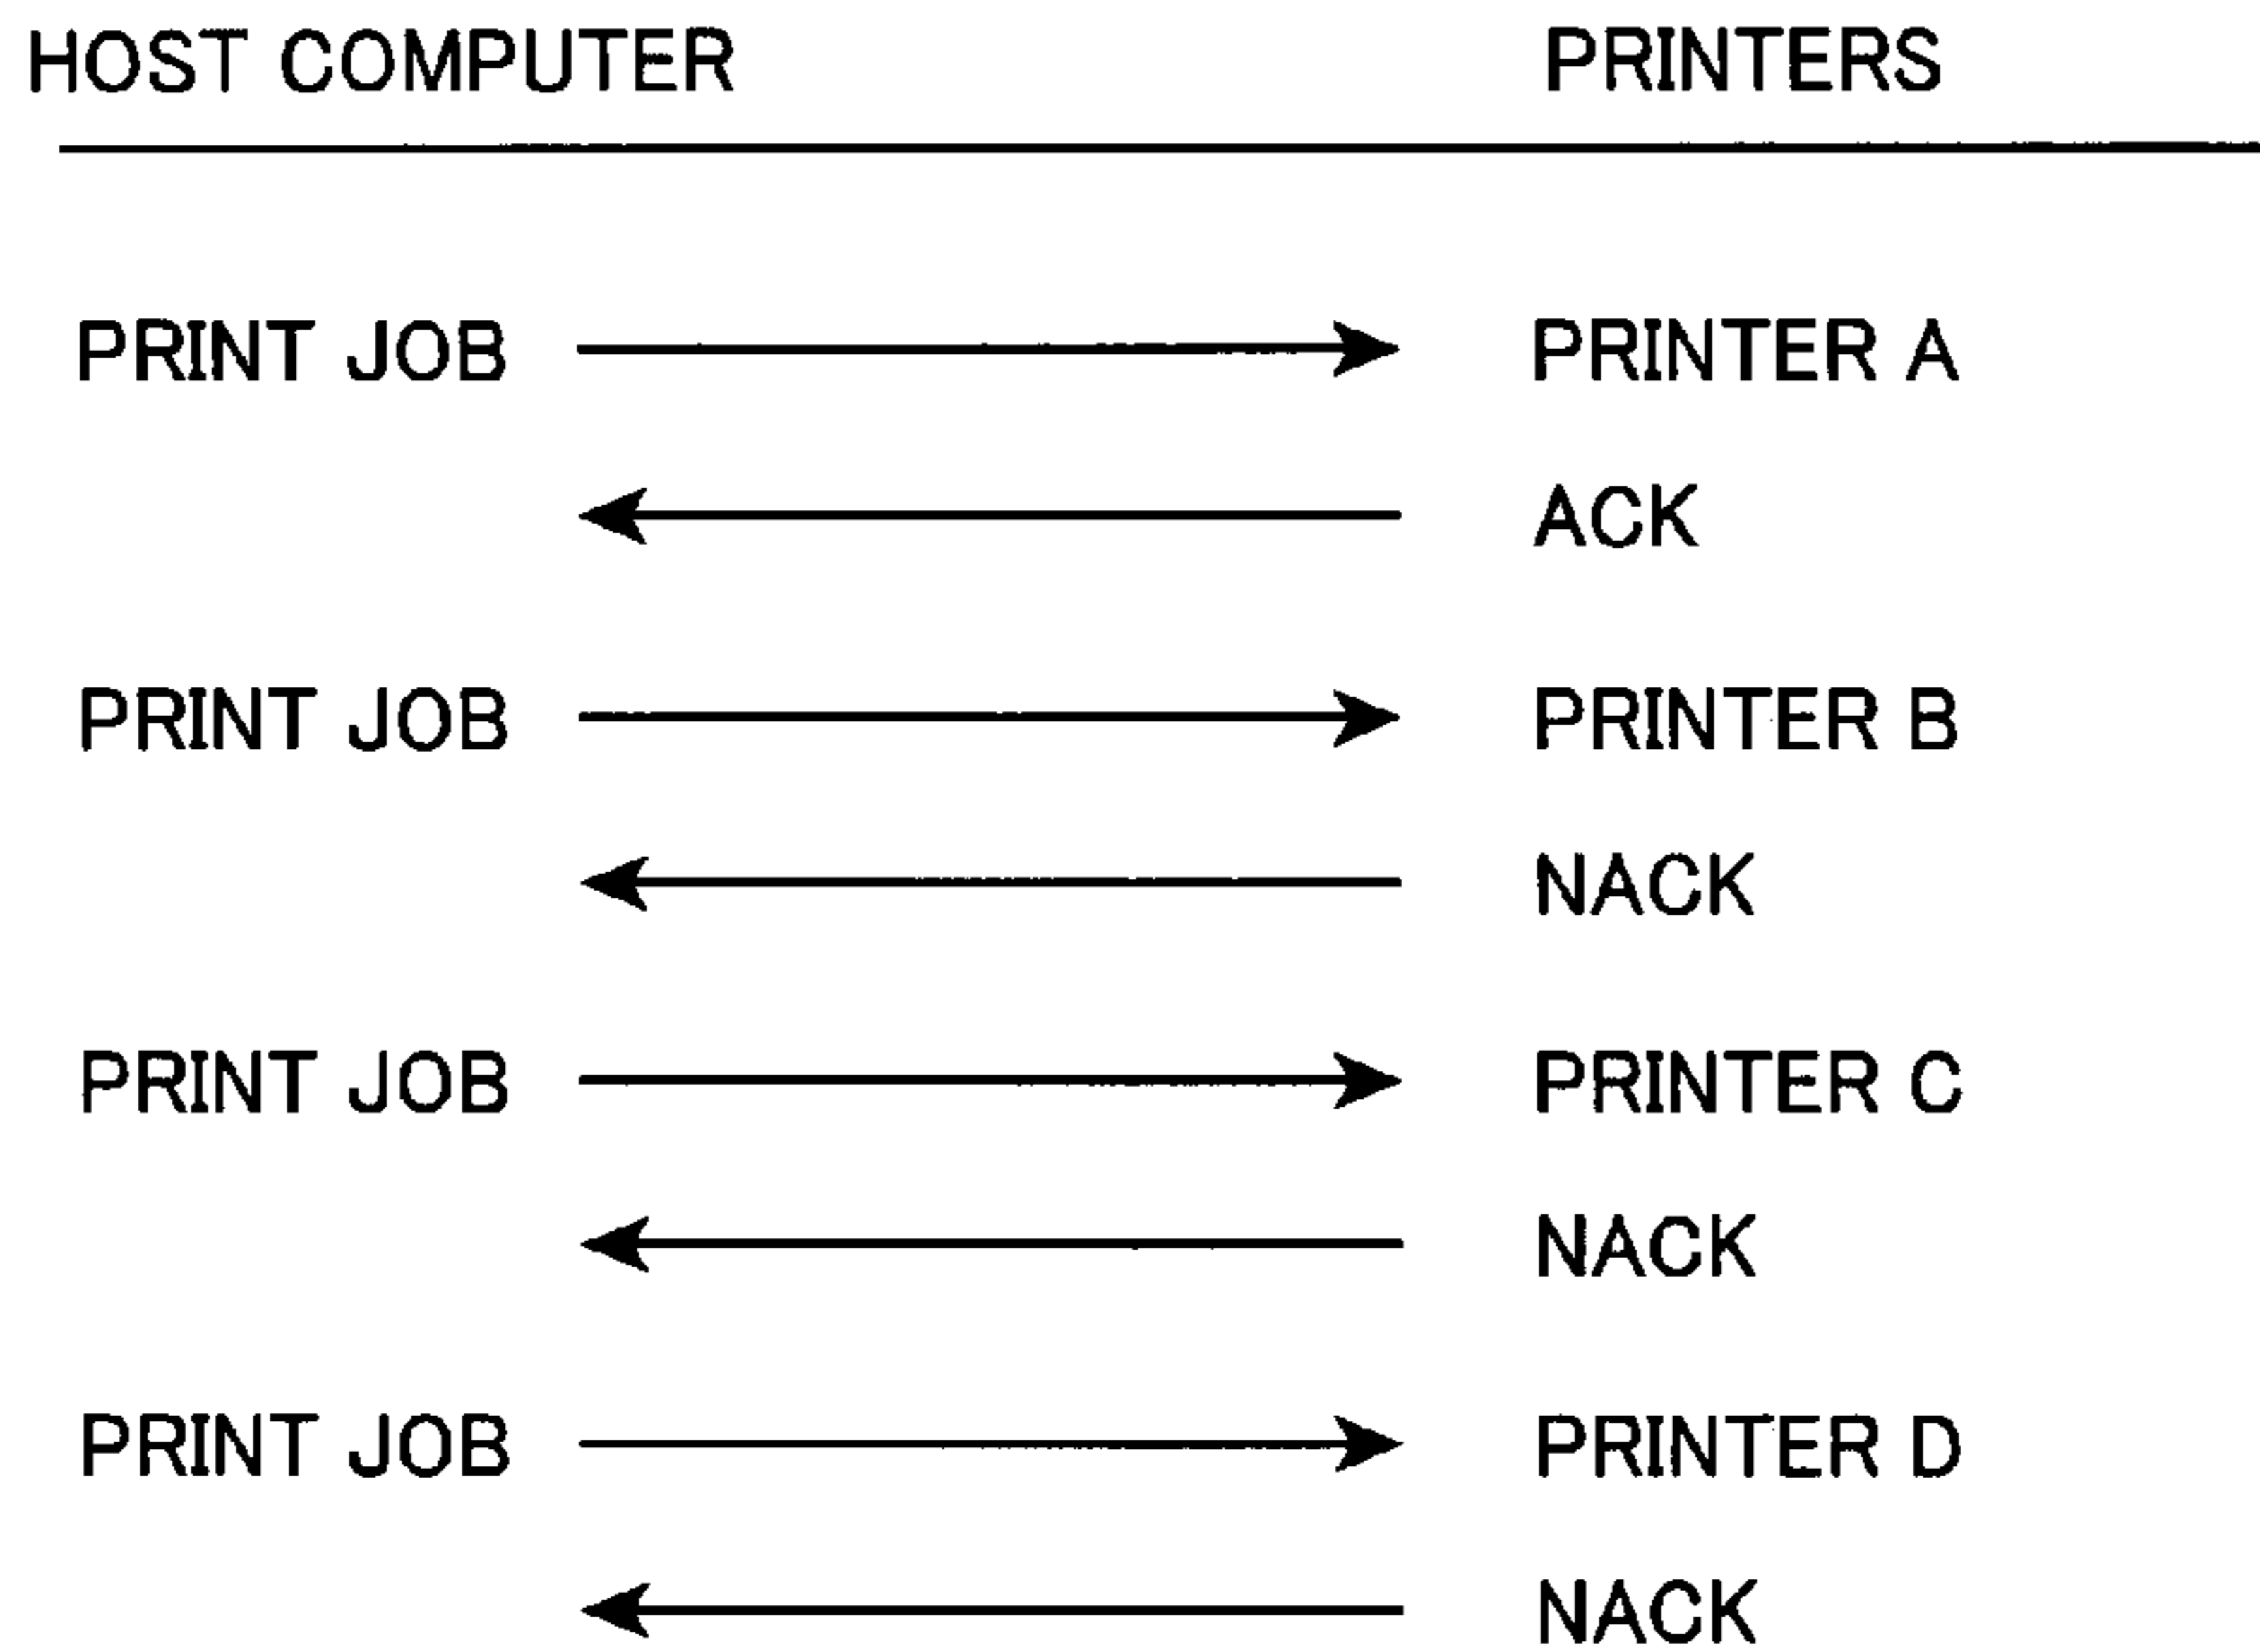 HOST COMPUTER PRINTERS
PRINT JOB PRINTER A
ACK
PRINT JOB PRINTER B
NACK
PRINT JOB PRINTER C
NACK
PRINT JOB PRINTER D
NACK